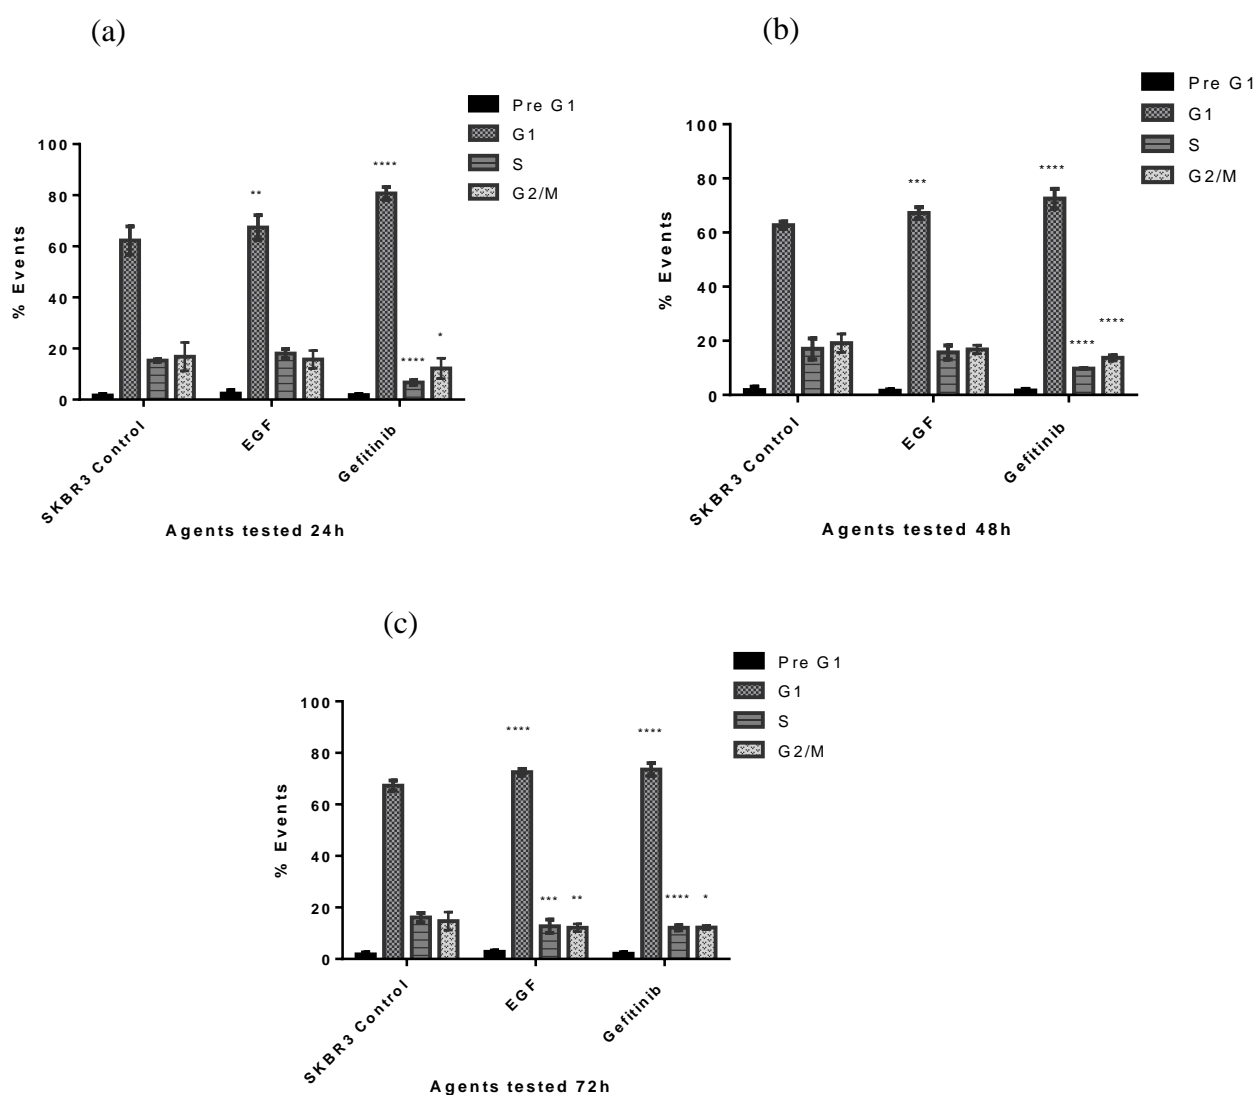 (a)
Pre G1
G1
S
G2/M
100
80
60
40
20
0
% Events
**
****
****
*
SKBR3 Control
EGF
Gefitinib
Agents tested 24h
(b)
Pre G1
G1
S
G2/M
100
80
60
40
20
0
% Events
***
****
****
****
SKBR3 Control
EGF
Gefitinib
Agents tested 48h
(c)
Pre G1
G1
S
G2/M
100
80
60
40
20
0
% Events
****
***
**
****
****
*
SKBR3 Control
EGF
Gefitinib
Agents tested 72h